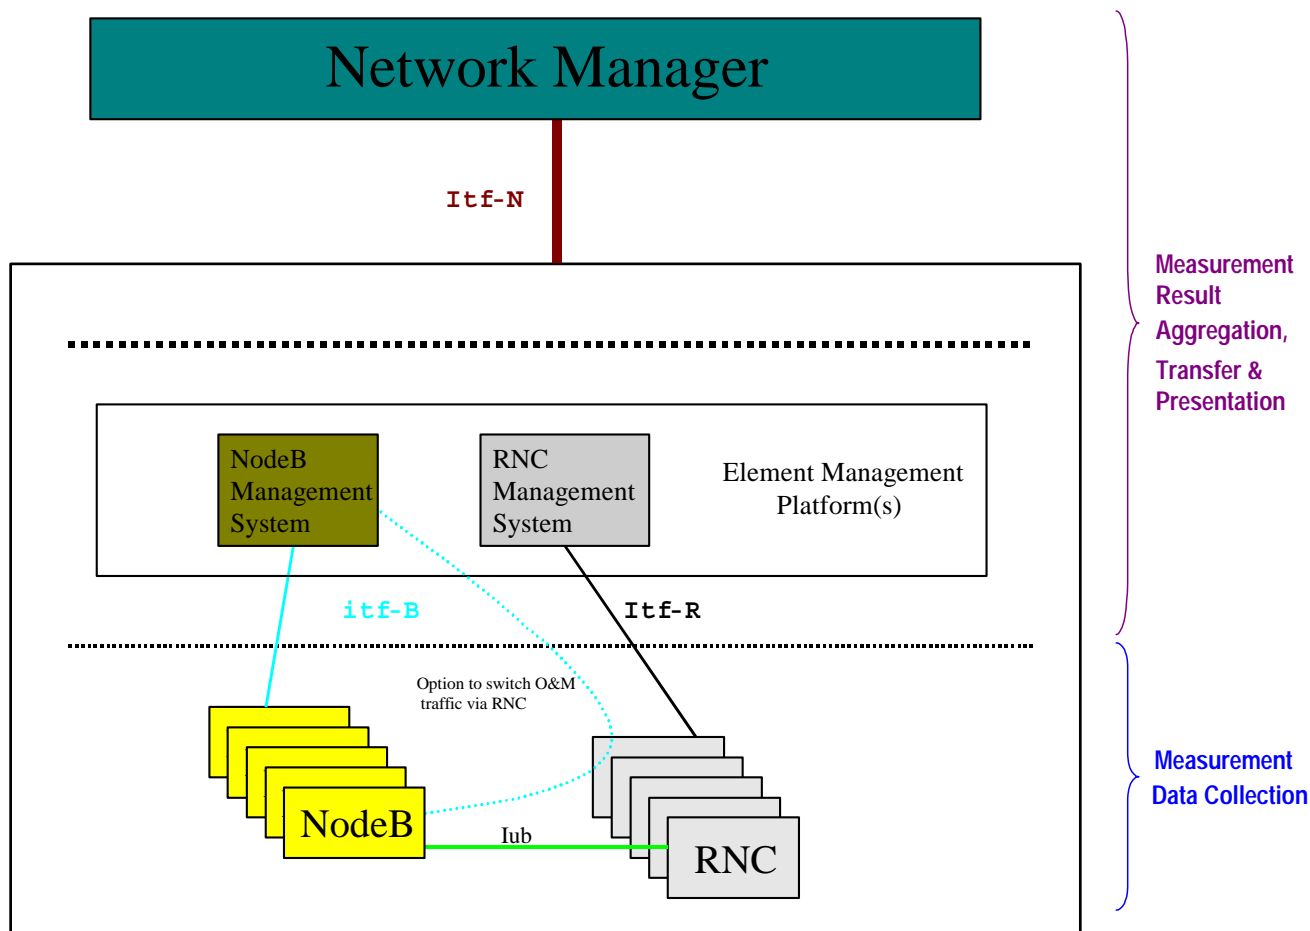 Network Manager
Itf-N
Measurement
Result
Aggregation,
Transfer &
Presentation
NodeB
Management
System
RNC
Management
System
Element Management
Platform(s)
itf-B
Itf-R
Option to switch O&M
traffic via RNC
NodeB
Iub
RNC
Measurement
Data Collection